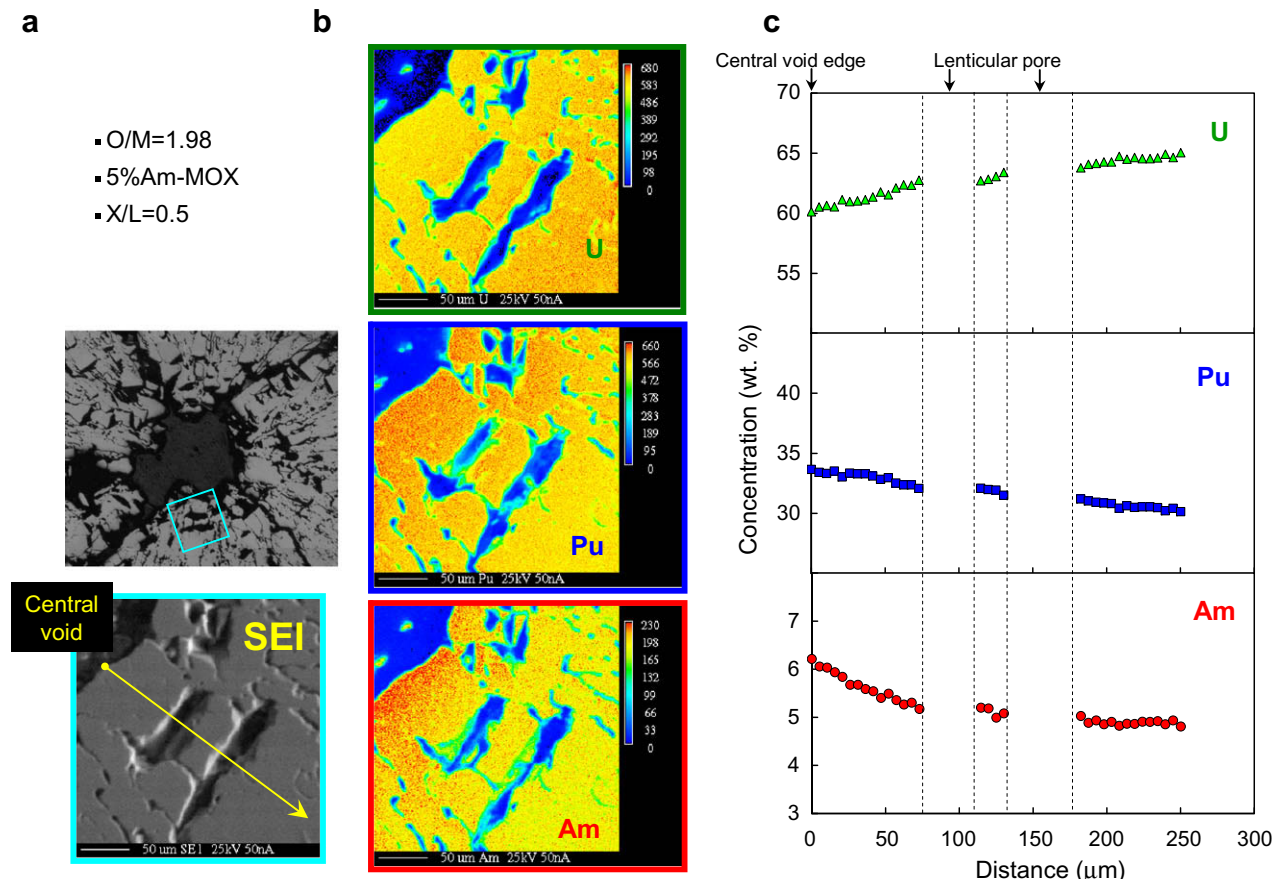 a
▪ O/M=1.98
▪ 5%Am-MOX
▪ X/L=0.5
Central
void
SEI
50 um SE1 25kV 50nA
b
680
583
486
389
292
195
98
0
U
50 um U 25kV 50nA
660
566
472
378
283
189
95
0
Pu
50 um Pu 25kV 50nA
230
198
165
132
99
66
33
0
Am
50 um Am 25kV 50nA
c
Central void edge
Lenticular pore
70
65
60
55
U
40
35
30
Pu
7
6
5
4
3
Am
Concentration (wt. %)
0 50 100 150 200 250 300
Distance (μm)